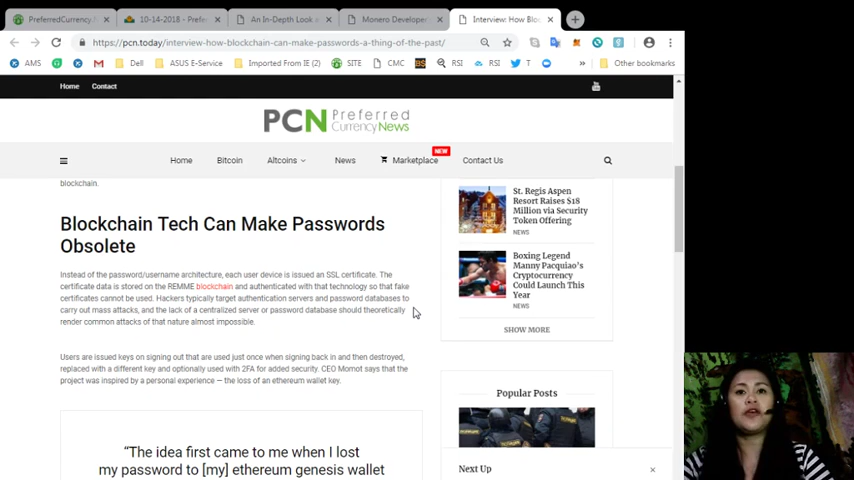 PreferredCurrency N
10-14-2018 - Prefer
An In-Depth Look a
Monero Developer's
Interview: How Bloc
https://pcn.today/interview-how-blockchain-can-make-passwords-a-thing-of-the-past/
AMS
Dell
ASUS E-Service
Imported From IE (2)
SITE
CMC
BS
RSI
RSI
T
»
Other bookmarks
Home
Contact
PCN Preferred
Currency News
Home
Bitcoin
Altcoins
News
NEW
Marketplace
Contact Us
blockchain.
Blockchain Tech Can Make Passwords
Obsolete
Instead of the password/username architecture, each user device is issued an SSL certificate. The
certificate data is stored on the REMME blockchain and authenticated with that technology so that fake
certificates cannot be used. Hackers typically target authentication servers and password databases to
carry out mass attacks, and the lack of a centralized server or password database should theoretically
render common attacks of that nature almost impossible.
Users are issued keys on signing out that are used just once when signing back in and then destroyed,
replaced with a different key and optionally used with 2FA for added security. CEO Momot says that the
project was inspired by a personal experience — the loss of an ethereum wallet key.
“The idea first came to me when I lost
my password to [my] ethereum genesis wallet
St. Regis Aspen
Resort Raises $18
Million via Security
Token Offering
NEWS
Boxing Legend
Manny Pacquiao's
Cryptocurrency
Could Launch This
Year
NEWS
SHOW MORE
Popular Posts
Next Up